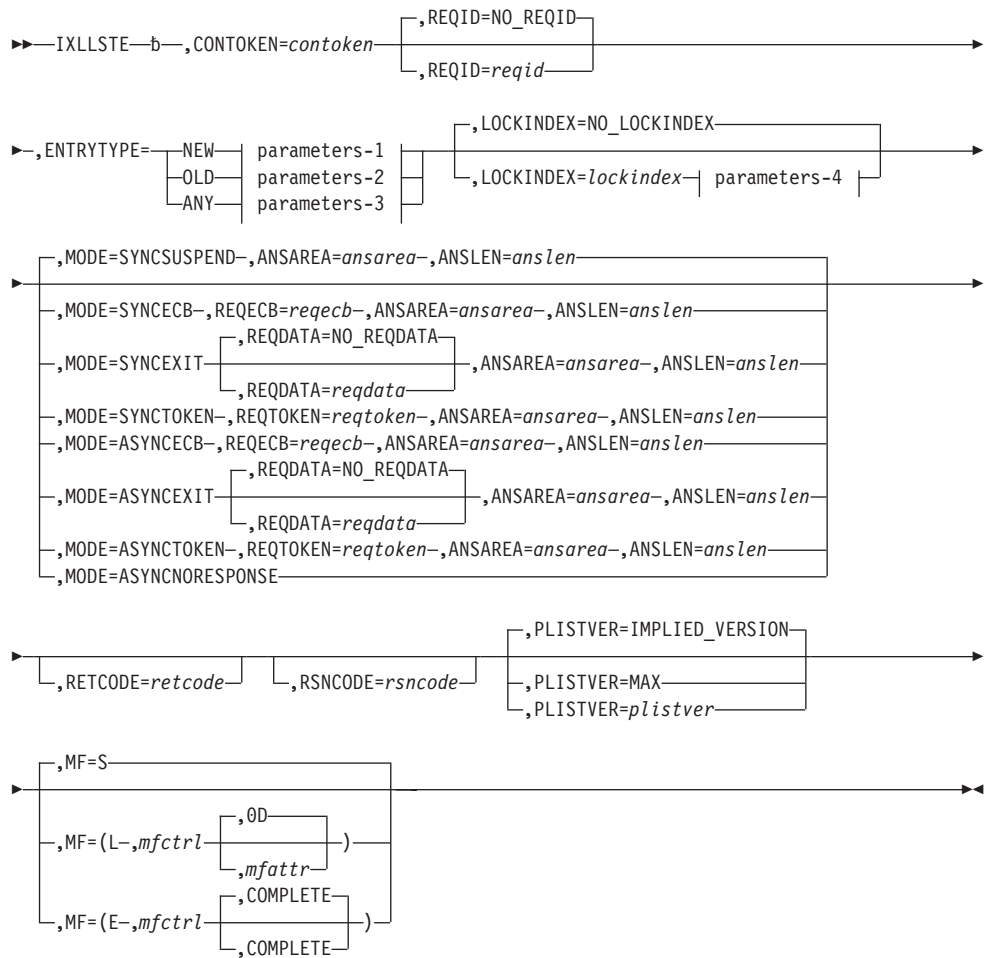 ,REQID=NO_REQID
IXLLSTE ␢ ,CONTOKEN=contoken
,REQID=reqid
,LOCKINDEX=NO_LOCKINDEX
,ENTRYTYPE= NEW parameters-1
OLD parameters-2 ,LOCKINDEX=lockindex parameters-4
ANY parameters-3
,MODE=SYNCSUSPEND ,ANSAREA=ansarea ,ANSLEN=anslen
,MODE=SYNCECB ,REQECB=reqecb ,ANSAREA=ansarea ,ANSLEN=anslen
,REQDATA=NO_REQDATA
,MODE=SYNCEXIT ,ANSAREA=ansarea ,ANSLEN=anslen
,REQDATA=reqdata
,MODE=SYNCTOKEN ,REQTOKEN=reqtoken ,ANSAREA=ansarea ,ANSLEN=anslen
,MODE=ASYNCECB ,REQECB=reqecb ,ANSAREA=ansarea ,ANSLEN=anslen
,REQDATA=NO_REQDATA
,MODE=ASYNCEXIT ,ANSAREA=ansarea ,ANSLEN=anslen
,REQDATA=reqdata
,MODE=ASYNCTOKEN ,REQTOKEN=reqtoken ,ANSAREA=ansarea ,ANSLEN=anslen
,MODE=ASYNCNORESPONSE
,PLISTVER=IMPLIED_VERSION
,RETCODE=retcode ,RSNCODE=rsncode ,PLISTVER=MAX
,PLISTVER=plistver
,MF=S
,0D
,MF=(L ,mfctrl )
,mfattr
,COMPLETE
,MF=(E ,mfctrl )
,COMPLETE